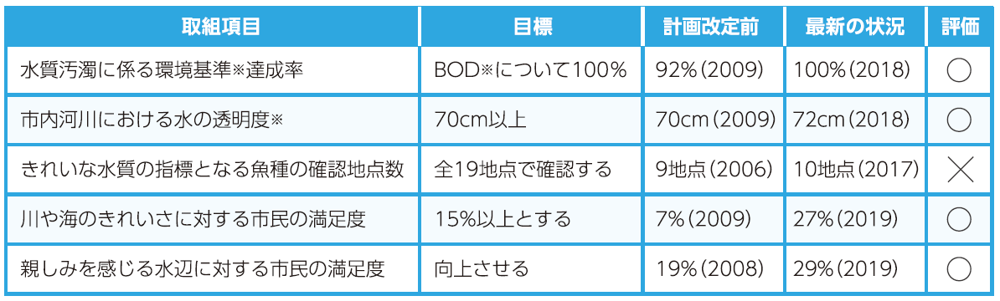 取組項目 目標 計画改定前 最新の状況 評価
水質汚濁に係る環境基準※達成率 BOD※について100% 92%(2009) 100%(2018) ○
市内河川における水の透明度※ 70cm以上 70cm(2009) 72cm(2018) ○
きれいな水質の指標となる魚種の確認地点数 全19地点で確認する 9地点(2006) 10地点(2017) ×
川や海のきれいさに対する市民の満足度 15%以上とする 7%(2009) 27%(2019) ○
親しみを感じる水辺に対する市民の満足度 向上させる 19%(2008) 29%(2019) ○